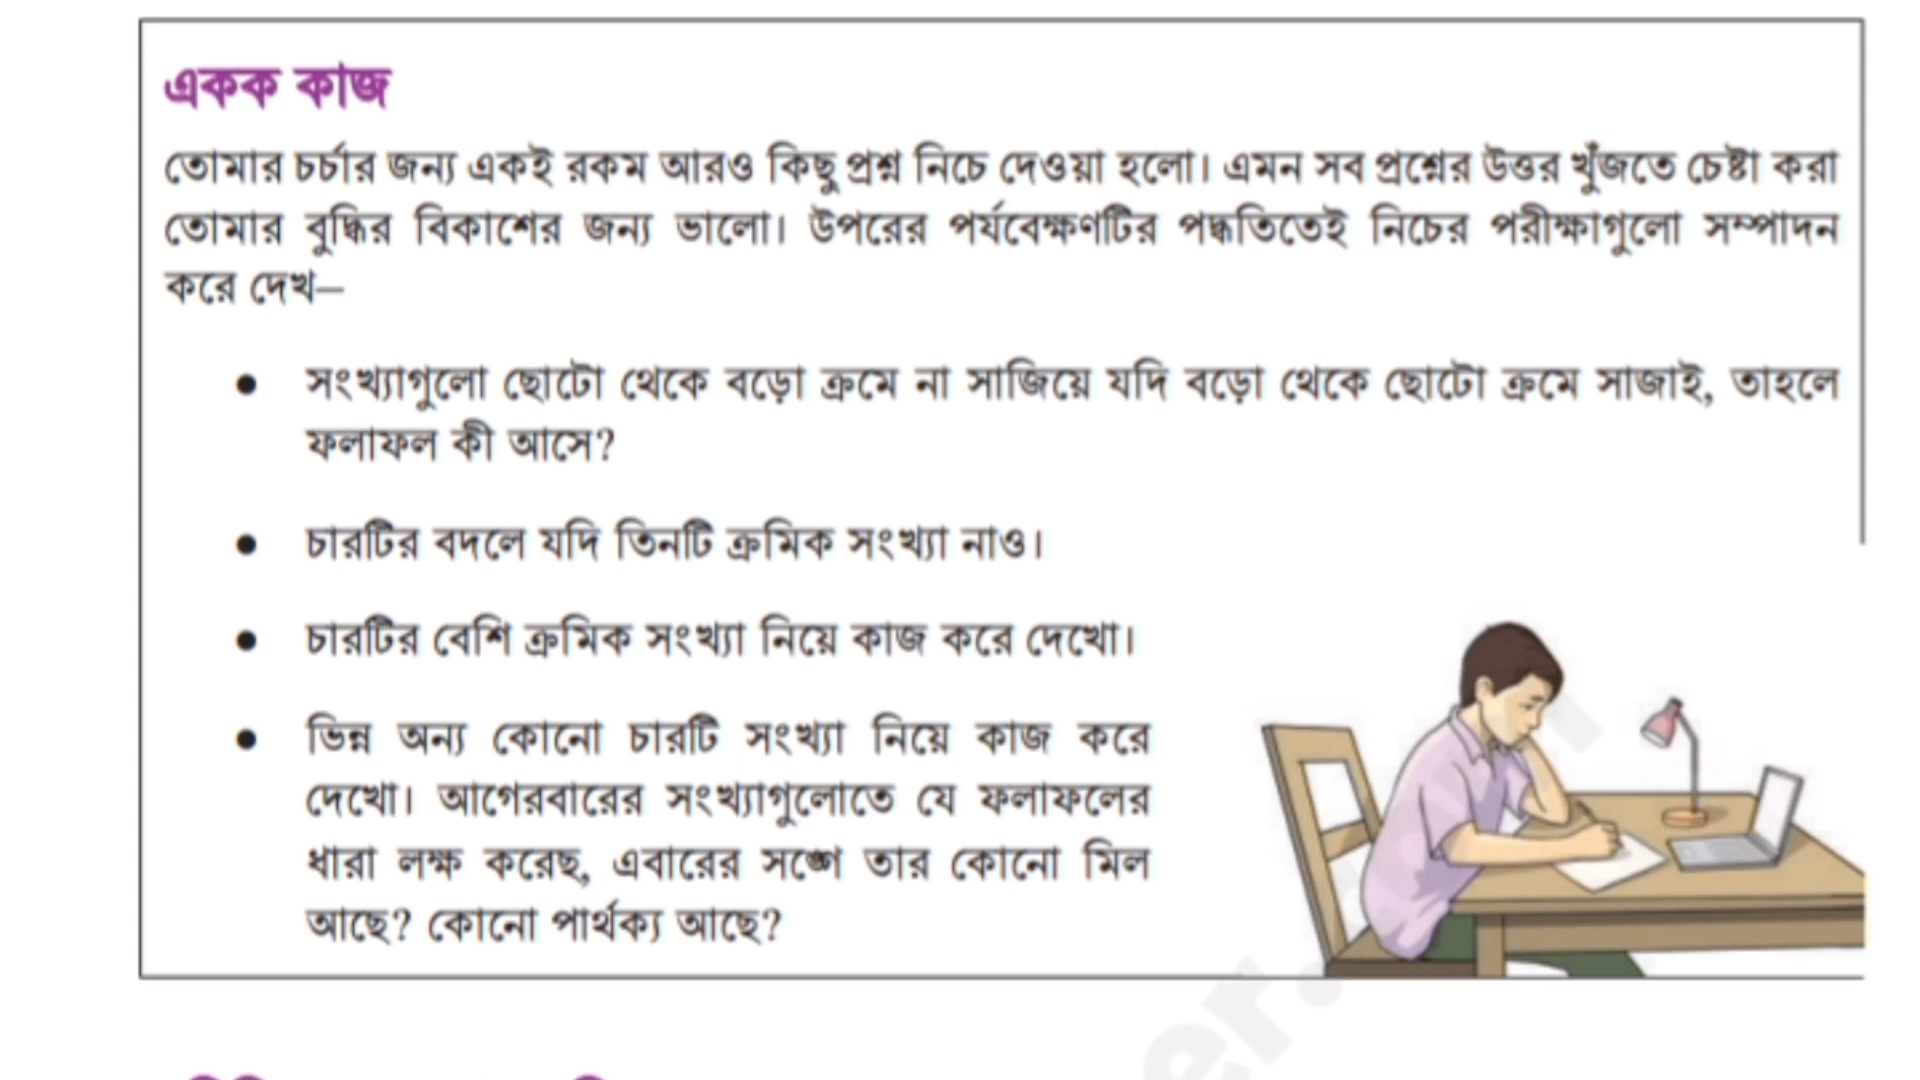 একক কাজ
তোমার চর্চার জন্য একই রকম আরও কিছু প্রশ্ন নিচে দেওয়া হলো। এমন সব প্রশ্নের উত্তর খুঁজতে চেষ্টা করা
তোমার বুদ্ধির বিকাশের জন্য ভালো। উপরের পর্যবেক্ষণটির পদ্ধতিতেই নিচের পরীক্ষাগুলো সম্পাদন
করে দেখ—
● সংখ্যাগুলো ছোটো থেকে বড়ো ক্রমে না সাজিয়ে যদি বড়ো থেকে ছোটো ক্রমে সাজাই, তাহলে
ফলাফল কী আসে?
● চারটির বদলে যদি তিনটি ক্রমিক সংখ্যা নাও।
● চারটির বেশি ক্রমিক সংখ্যা নিয়ে কাজ করে দেখো।
● ভিন্ন অন্য কোনো চারটি সংখ্যা নিয়ে কাজ করে
দেখো। আগেরবারের সংখ্যাগুলোতে যে ফলাফলের
ধারা লক্ষ করেছ, এবারের সঙ্গে তার কোনো মিল
আছে? কোনো পার্থক্য আছে?